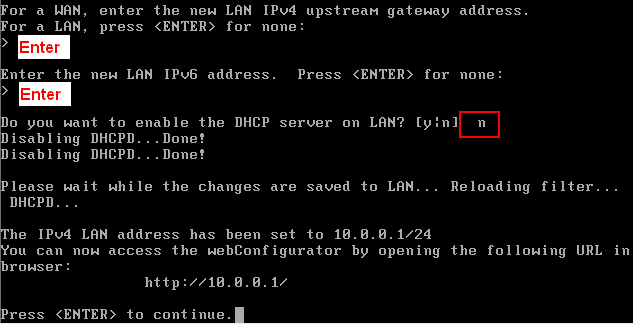 For a WAN, enter the new LAN IPv4 upstream gateway address.
For a LAN, press <ENTER> for none:
> Enter
Enter the new LAN IPv6 address.  Press <ENTER> for none:
> Enter
Do you want to enable the DHCP server on LAN? [y|n] n
Disabling DHCPD...Done!
Disabling DHCPD...Done!
Please wait while the changes are saved to LAN... Reloading filter...
DHCPD...
The IPv4 LAN address has been set to 10.0.0.1/24
You can now access the webConfigurator by opening the following URL in
browser:
http://10.0.0.1/
Press <ENTER> to continue.